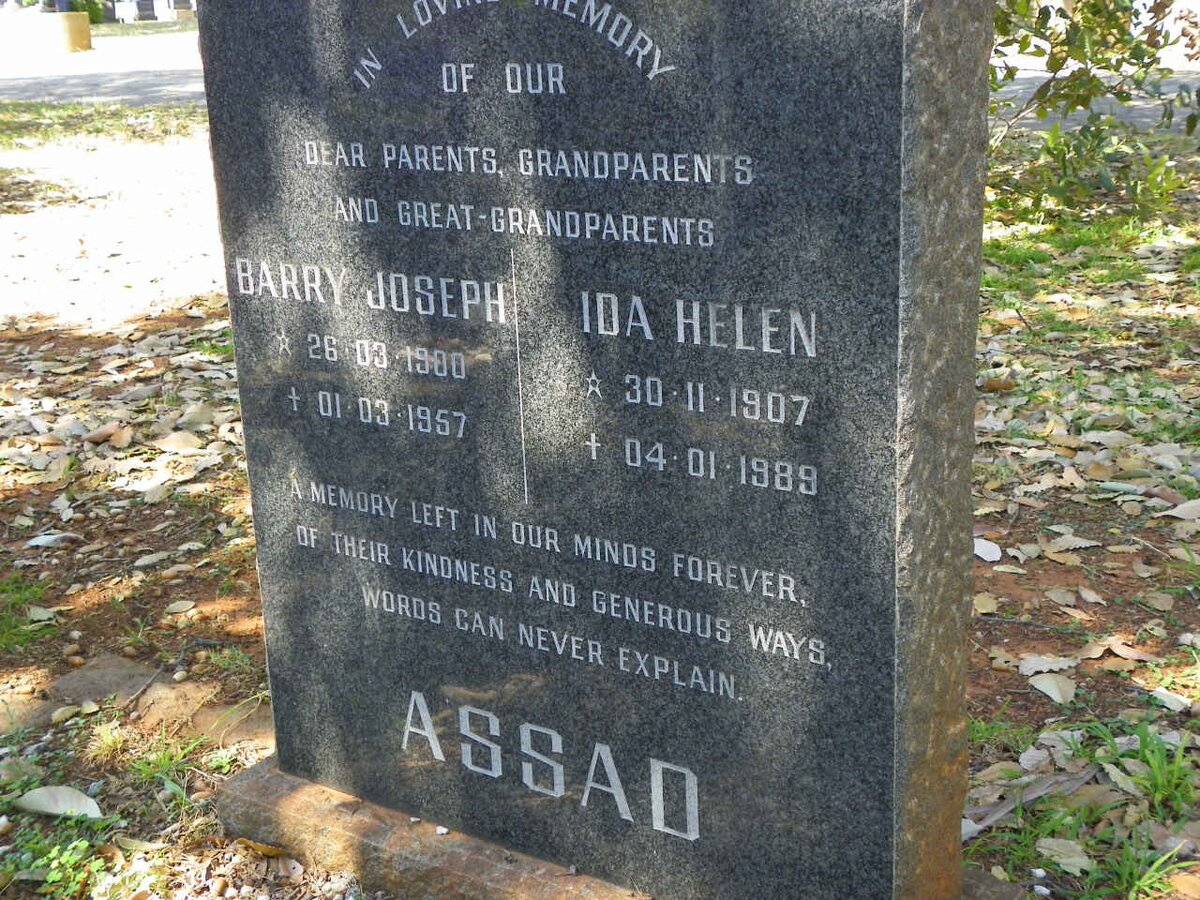 IN LOVING MEMORY
OF OUR
DEAR PARENTS, GRANDPARENTS
AND GREAT-GRANDPARENTS
BARRY JOSEPH
☆ 26·03·1900
✝ 01·03·1957
IDA HELEN
☆ 30·11·1907
✝ 04·01·1989
A MEMORY LEFT IN OUR MINDS FOREVER,
OF THEIR KINDNESS AND GENEROUS WAYS,
WORDS CAN NEVER EXPLAIN.
ASSAD